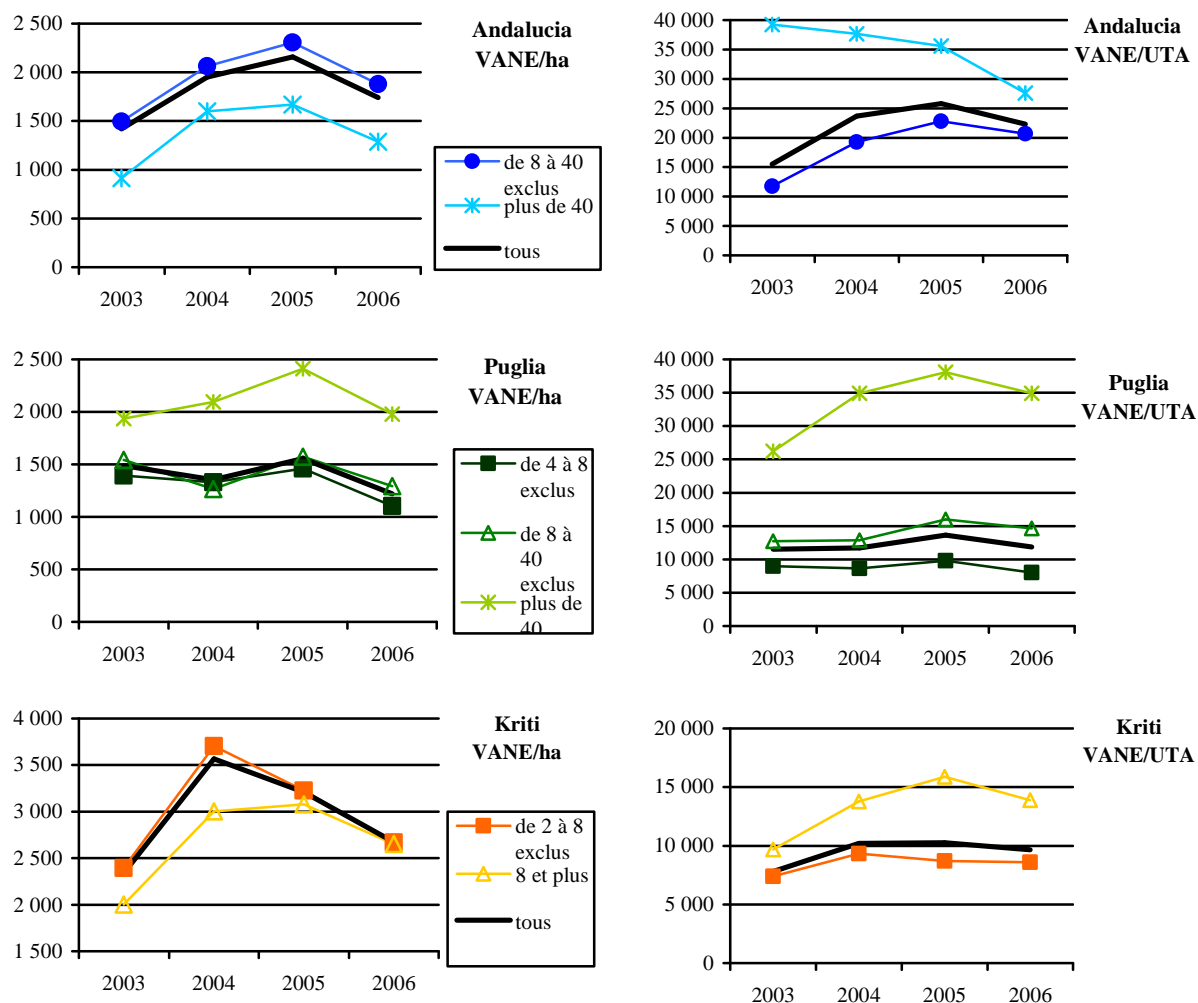 2 500
2 000
1 500
1 000
500
0
2003 2004 2005 2006
Andalucia
VANE/ha
de 8 à 40
exclus
plus de 40
tous
40 000
35 000
30 000
25 000
20 000
15 000
10 000
5 000
0
2003 2004 2005 2006
Andalucia
VANE/UTA
2 500
2 000
1 500
1 000
500
0
2003 2004 2005 2006
Puglia
VANE/ha
de 4 à 8
exclus
de 8 à
40
exclus
plus de
40
40 000
35 000
30 000
25 000
20 000
15 000
10 000
5 000
0
2003 2004 2005 2006
Puglia
VANE/UTA
4 000
3 500
3 000
2 500
2 000
1 500
2003 2004 2005 2006
Kriti
VANE/ha
de 2 à 8
exclus
8 et plus
tous
20 000
15 000
10 000
5 000
0
2003 2004 2005 2006
Kriti
VANE/UTA